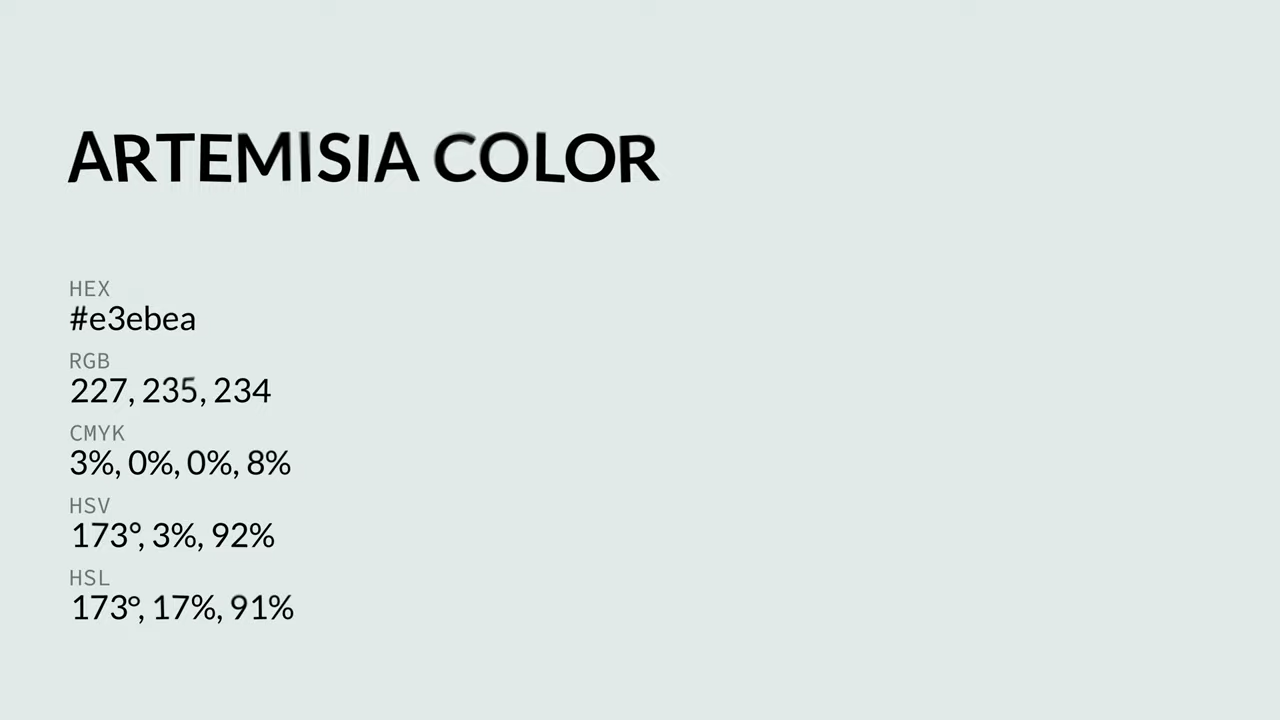 ARTEMISIA COLOR
HEX
#e3ebea
RGB
227, 235, 234
CMYK
3%, 0%, 0%, 8%
HSV
173°, 3%, 92%
HSL
173°, 17%, 91%